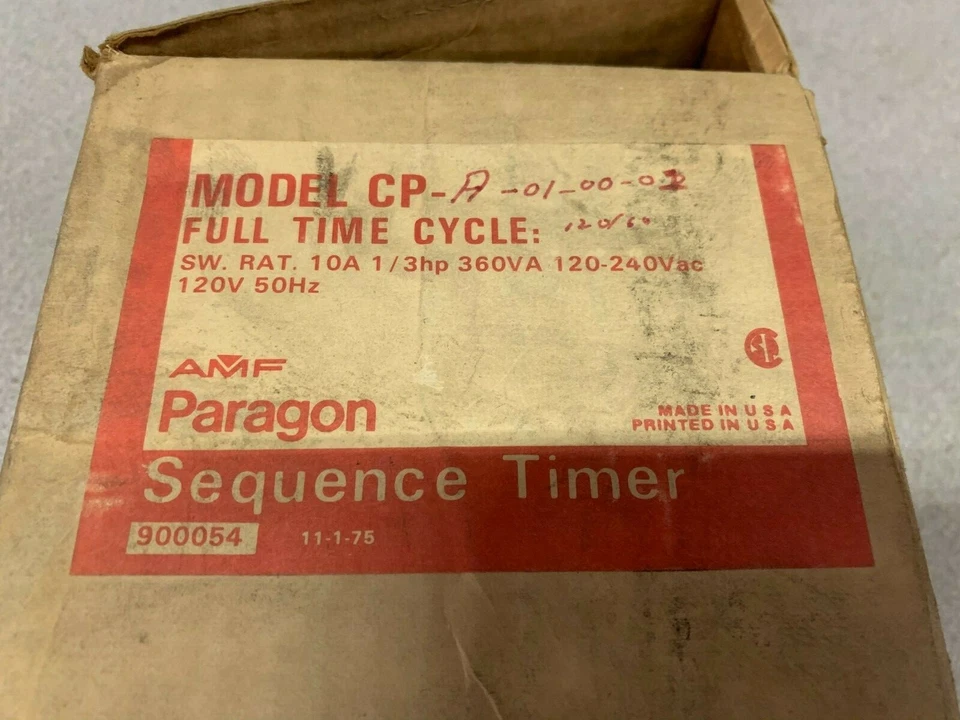 MODEL CP-A-01-00-02
FULL TIME CYCLE: 120/60
SW. RAT. 10A 1/3hp 360VA 120-240Vac
120V 50Hz
AMF
Paragon
MADE IN U S A
PRINTED IN U S A
Sequence Timer
900054 11-1-75